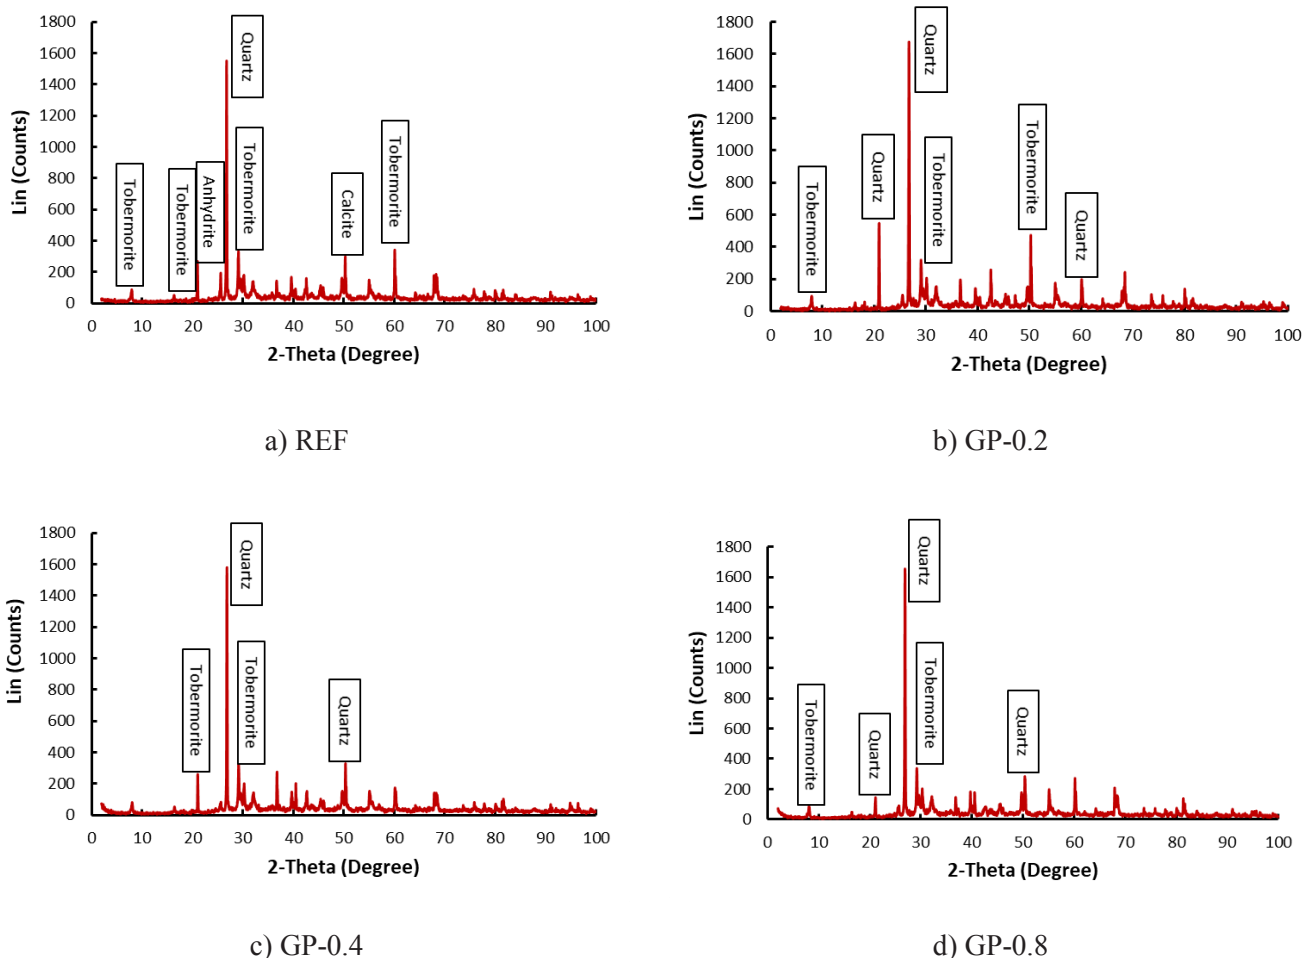 1800
1600
1400
1200
1000
800
600
400
200
0
Lin (Counts)
Tobermorite
Tobermorite
Anhydrite
Quartz
Tobermorite
Calcite
Tobermorite
0 10 20 30 40 50 60 70 80 90 100
2-Theta (Degree)
a) REF
1800
1600
1400
1200
1000
800
600
400
200
0
Lin (Counts)
Tobermorite
Quartz
Quartz
Tobermorite
Tobermorite
Quartz
0 10 20 30 40 50 60 70 80 90 100
2-Theta (Degree)
b) GP-0.2
1800
1600
1400
1200
1000
800
600
400
200
0
Lin (Counts)
Tobermorite
Quartz
Tobermorite
Quartz
0 10 20 30 40 50 60 70 80 90 100
2-Theta (Degree)
c) GP-0.4
1800
1600
1400
1200
1000
800
600
400
200
0
Lin (Counts)
Tobermorite
Quartz
Quartz
Tobermorite
Quartz
0 10 20 30 40 50 60 70 80 90 100
2-Theta (Degree)
d) GP-0.8